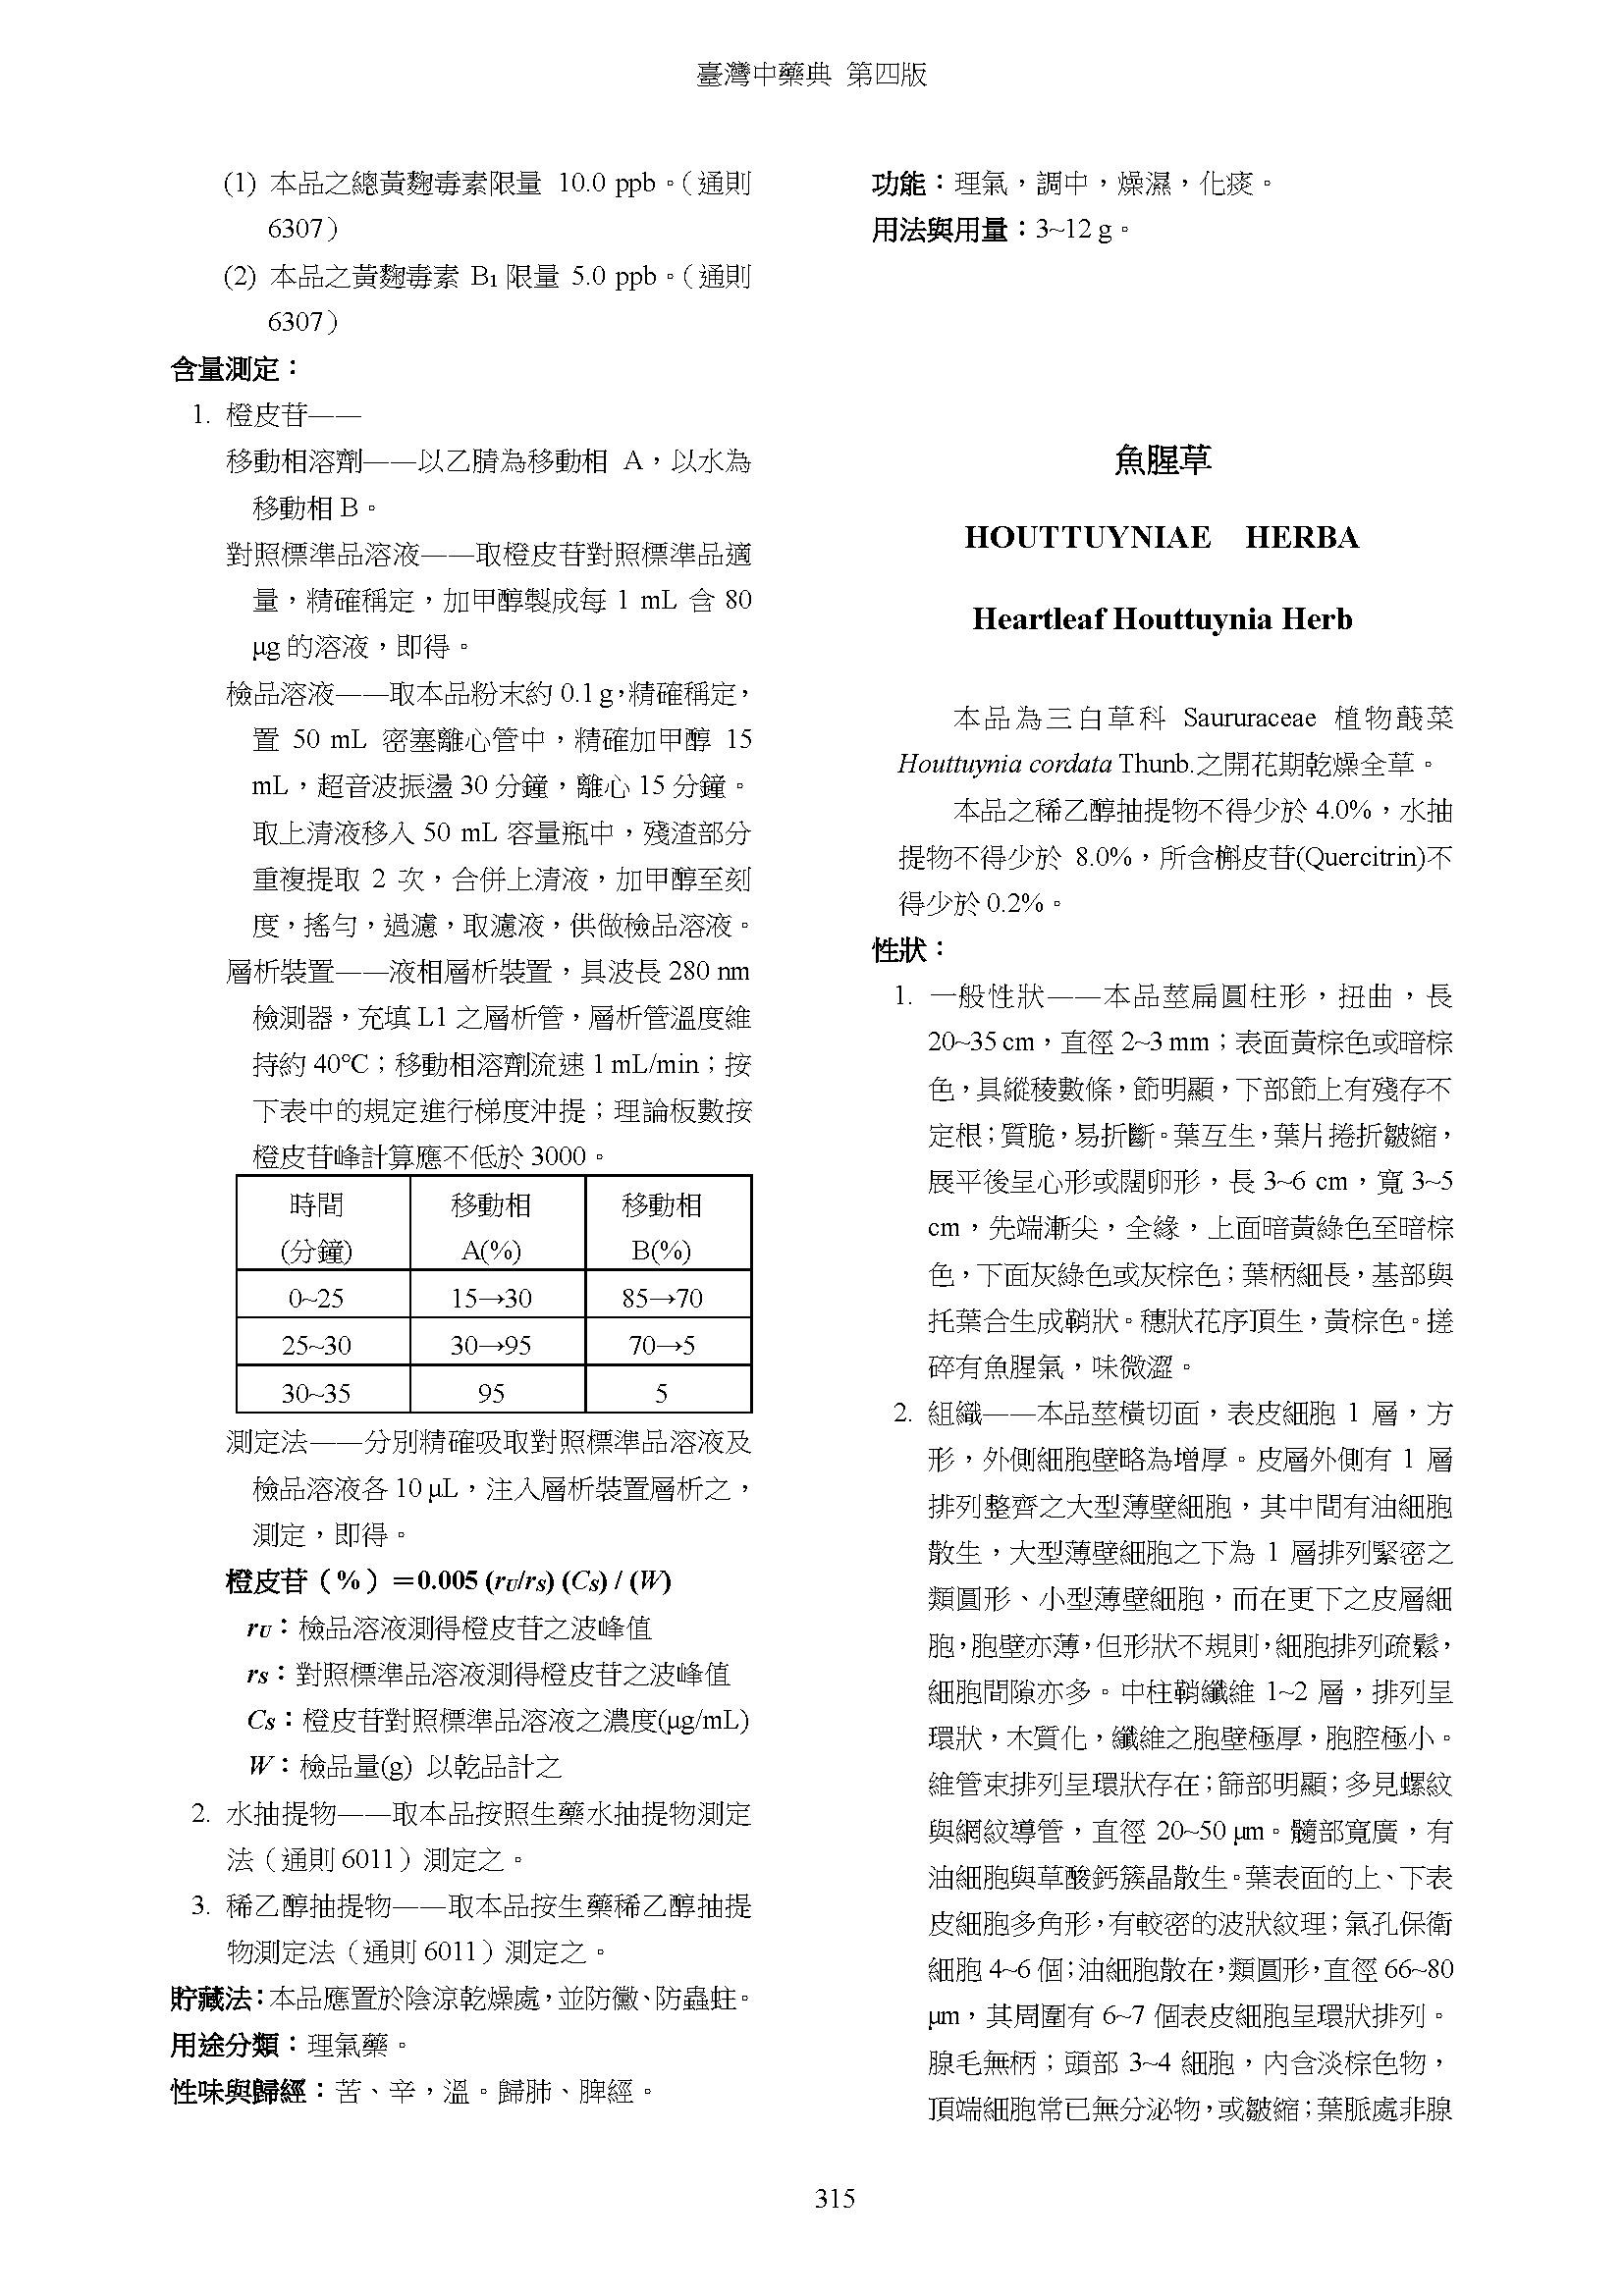 臺灣中藥典 第四版
(1) 本品之總黃麴毒素限量 10.0 ppb。（通則
6307）
(2) 本品之黃麴毒素 B₁ 限量 5.0 ppb。（通則
6307）
含量測定：
1. 橙皮苷——
移動相溶劑——以乙腈為移動相 A，以水為
移動相 B。
對照標準品溶液——取橙皮苷對照標準品適
量，精確稱定，加甲醇製成每 1 mL 含 80
μg 的溶液，即得。
檢品溶液——取本品粉末約 0.1 g，精確稱定，
置 50 mL 密塞離心管中，精確加甲醇 15
mL，超音波振盪 30 分鐘，離心 15 分鐘。
取上清液移入 50 mL 容量瓶中，殘渣部分
重複提取 2 次，合併上清液，加甲醇至刻
度，搖勻，過濾，取濾液，供做檢品溶液。
層析裝置——液相層析裝置，具波長 280 nm
檢測器，充填 L1 之層析管，層析管溫度維
持約 40℃；移動相溶劑流速 1 mL/min；按
下表中的規定進行梯度沖提；理論板數按
橙皮苷峰計算應不低於 3000。
時間 移動相 移動相
(分鐘) A(%) B(%)
0~25 15→30 85→70
25~30 30→95 70→5
30~35 95 5
測定法——分別精確吸取對照標準品溶液及
檢品溶液各 10 μL，注入層析裝置層析之，
測定，即得。
橙皮苷（%）＝0.005 (rU/rS) (CS) / (W)
rU：檢品溶液測得橙皮苷之波峰值
rS：對照標準品溶液測得橙皮苷之波峰值
CS：橙皮苷對照標準品溶液之濃度(μg/mL)
W：檢品量(g) 以乾品計之
2. 水抽提物——取本品按照生藥水抽提物測定
法（通則 6011）測定之。
3. 稀乙醇抽提物——取本品按生藥稀乙醇抽提
物測定法（通則 6011）測定之。
貯藏法：本品應置於陰涼乾燥處，並防黴、防蟲蛀。
用途分類：理氣藥。
性味與歸經：苦、辛，溫。歸肺、脾經。
功能：理氣，調中，燥濕，化痰。
用法與用量：3~12 g。
魚腥草
HOUTTUYNIAE HERBA
Heartleaf Houttuynia Herb
本品為三白草科 Saururaceae 植物蕺菜
Houttuynia cordata Thunb.之開花期乾燥全草。
本品之稀乙醇抽提物不得少於 4.0%，水抽
提物不得少於 8.0%，所含槲皮苷(Quercitrin)不
得少於 0.2%。
性狀：
1. 一般性狀——本品莖扁圓柱形，扭曲，長
20~35 cm，直徑 2~3 mm；表面黃棕色或暗棕
色，具縱稜數條，節明顯，下部節上有殘存不
定根；質脆，易折斷。葉互生，葉片捲折皺縮，
展平後呈心形或闊卵形，長 3~6 cm，寬 3~5
cm，先端漸尖，全緣，上面暗黃綠色至暗棕
色，下面灰綠色或灰棕色；葉柄細長，基部與
托葉合生成鞘狀。穗狀花序頂生，黃棕色。搓
碎有魚腥氣，味微澀。
2. 組織——本品莖橫切面，表皮細胞 1 層，方
形，外側細胞壁略為增厚。皮層外側有 1 層
排列整齊之大型薄壁細胞，其中間有油細胞
散生，大型薄壁細胞之下為 1 層排列緊密之
類圓形、小型薄壁細胞，而在更下之皮層細
胞，胞壁亦薄，但形狀不規則，細胞排列疏鬆，
細胞間隙亦多。中柱鞘纖維 1~2 層，排列呈
環狀，木質化，纖維之胞壁極厚，胞腔極小。
維管束排列呈環狀存在；篩部明顯；多見螺紋
與網紋導管，直徑 20~50 μm。髓部寬廣，有
油細胞與草酸鈣簇晶散生。葉表面的上、下表
皮細胞多角形，有較密的波狀紋理；氣孔保衛
細胞 4~6 個；油細胞散在，類圓形，直徑 66~80
μm，其周圍有 6~7 個表皮細胞呈環狀排列。
腺毛無柄；頭部 3~4 細胞，內含淡棕色物，
頂端細胞常已無分泌物，或皺縮；葉脈處非腺
315